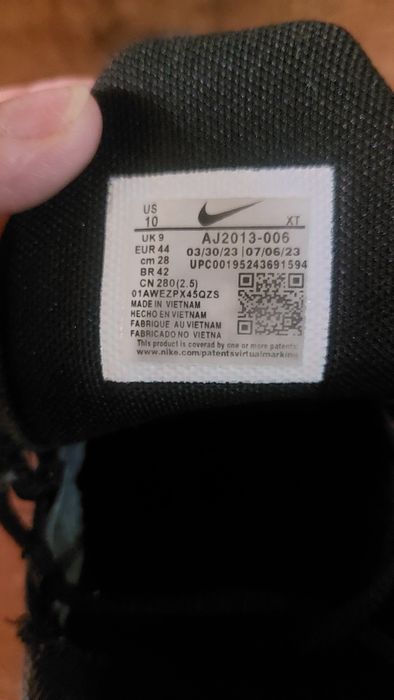 US
10
XT
UK 9
AJ2013-006
EUR 44
03/30/23 | 07/06/23
cm 28
UPC00195243691594
BR 42
CN 280(2.5)
01AWEZPX45QZS
MADE IN VIETNAM
HECHO EN VIETNAM
FABRIQUE AU VIETNAM
FABRICADO NO VIETNA
This product is covered by one or more patents
www.nike.com/patentsvirtualmarkin